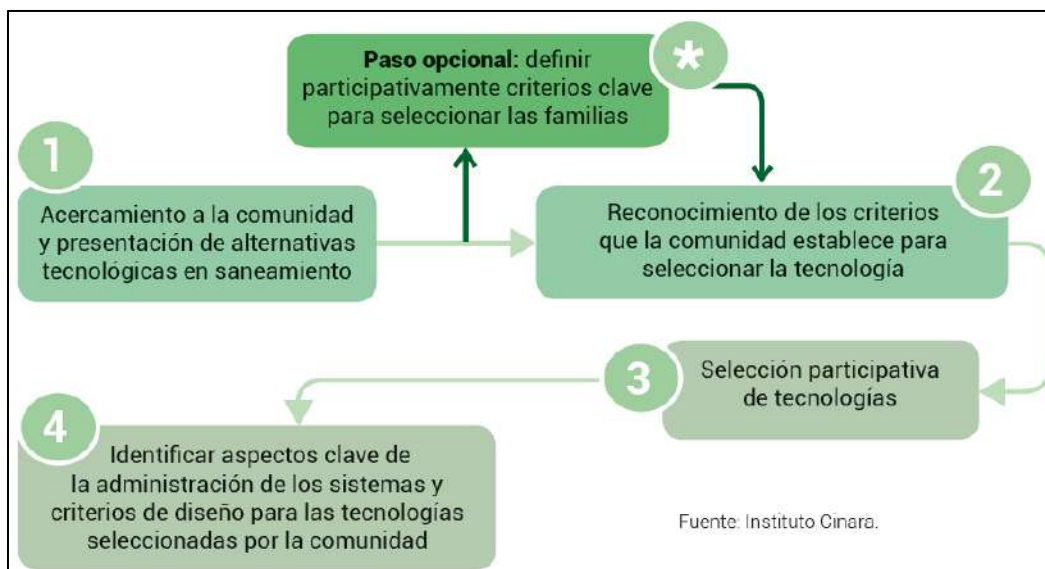 Paso opcional: definir
participativamente criterios clave
para seleccionar las familias
*
1
Acercamiento a la comunidad
y presentación de alternativas
tecnológicas en saneamiento
2
Reconocimiento de los criterios
que la comunidad establece para
seleccionar la tecnología
3
Selección participativa
de tecnologías
4
Identificar aspectos clave de
la administración de los sistemas y
criterios de diseño para las tecnologías
seleccionadas por la comunidad
Fuente: Instituto Cinara.